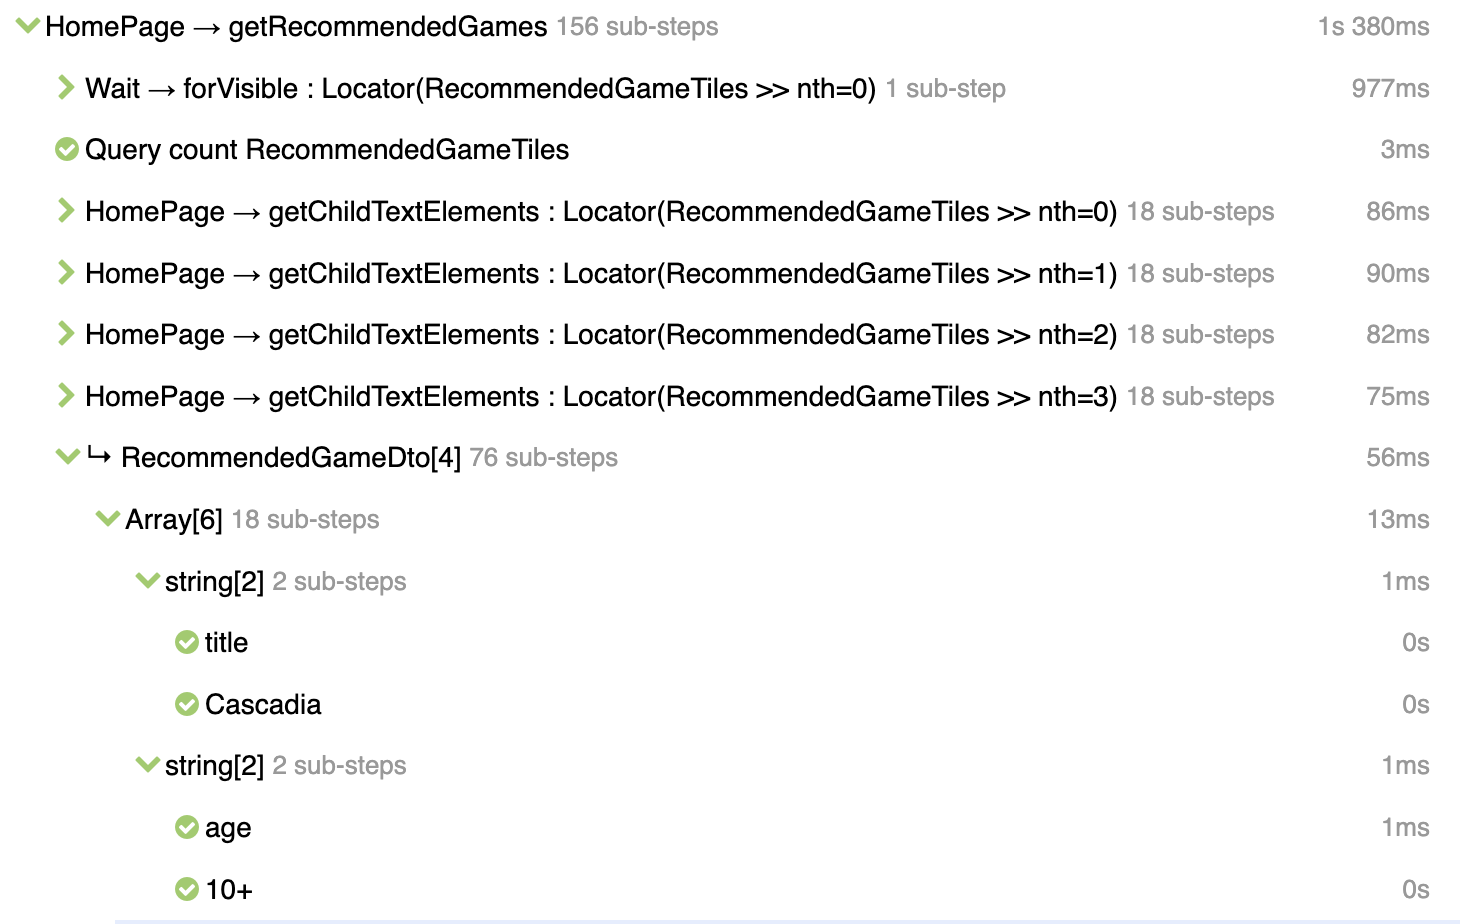 HomePage → getRecommendedGames 156 sub-steps 1s 380ms
Wait → forVisible : Locator(RecommendedGameTiles >> nth=0) 1 sub-step 977ms
Query count RecommendedGameTiles 3ms
HomePage → getChildTextElements : Locator(RecommendedGameTiles >> nth=0) 18 sub-steps 86ms
HomePage → getChildTextElements : Locator(RecommendedGameTiles >> nth=1) 18 sub-steps 90ms
HomePage → getChildTextElements : Locator(RecommendedGameTiles >> nth=2) 18 sub-steps 82ms
HomePage → getChildTextElements : Locator(RecommendedGameTiles >> nth=3) 18 sub-steps 75ms
↳ RecommendedGameDto[4] 76 sub-steps 56ms
Array[6] 18 sub-steps 13ms
string[2] 2 sub-steps 1ms
title 0s
Cascadia 0s
string[2] 2 sub-steps 1ms
age 1ms
10+ 0s